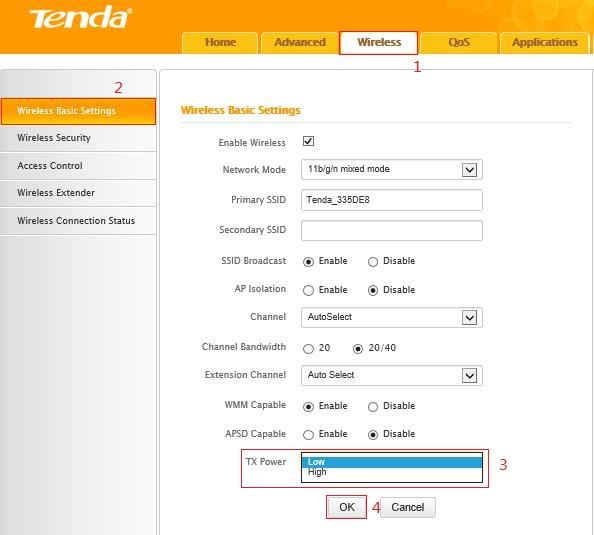 Tenda
Home Advanced Wireless QoS Applications
1
2
Wireless Basic Settings
Wireless Security
Access Control
Wireless Extender
Wireless Connection Status
Wireless Basic Settings
Enable Wireless
Network Mode 11b/g/n mixed mode
Primary SSID Tenda_335DE8
Secondary SSID
SSID Broadcast Enable Disable
AP Isolation Enable Disable
Channel AutoSelect
Channel Bandwidth 20 20/40
Extension Channel Auto Select
WMM Capable Enable Disable
APSD Capable Enable Disable
TX Power Low
High
3
OK 4 Cancel